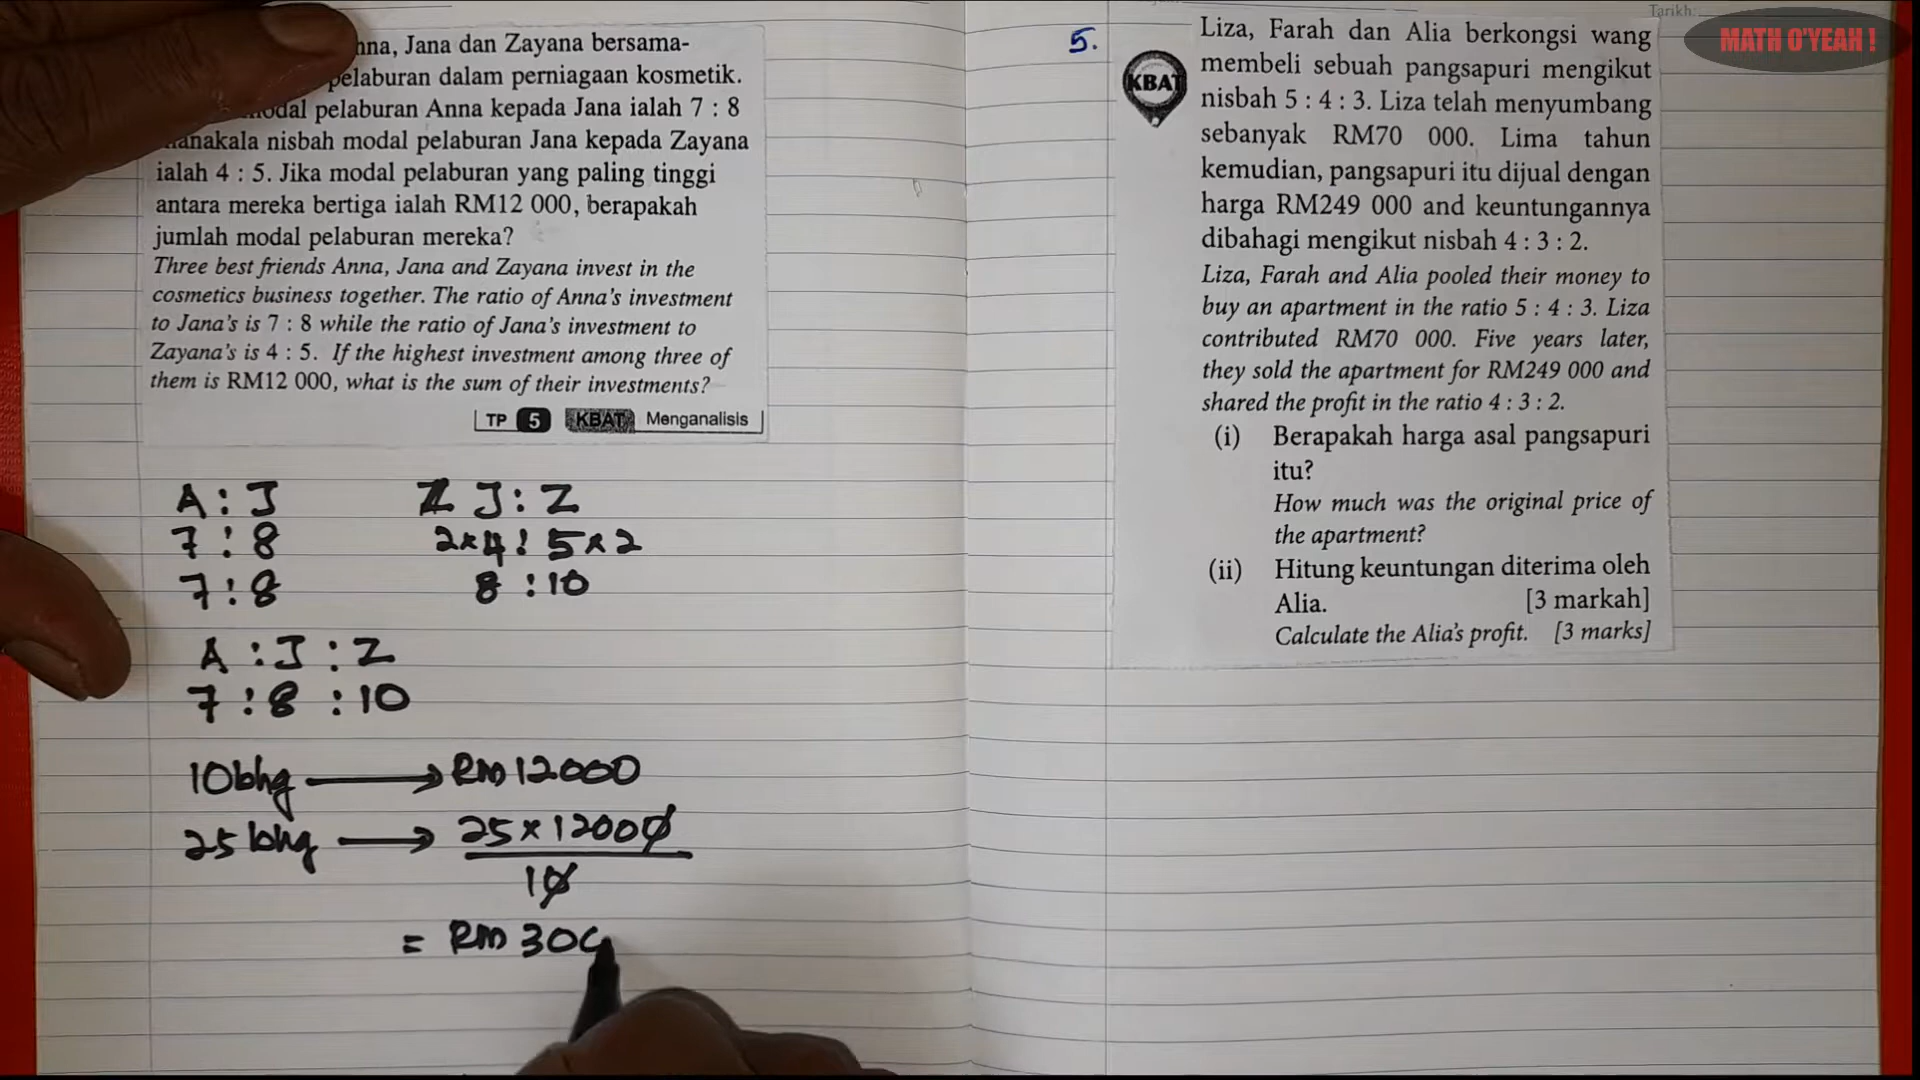 Jana dan Zayana bersama-
pelaburan dalam perniagaan kosmetik.
pelaburan Anna kepada Jana ialah 7 : 8
nisbah modal pelaburan Jana kepada Zayana
ialah 4 : 5. Jika modal pelaburan yang paling tinggi
antara mereka bertiga ialah RM12 000, berapakah
jumlah modal pelaburan mereka?
Three best friends Anna, Jana and Zayana invest in the
cosmetics business together. The ratio of Anna's investment
to Jana's is 7 : 8 while the ratio of Jana's investment to
Zayana's is 4 : 5. If the highest investment among three of
them is RM12 000, what is the sum of their investments?
TP 5 KBAT Menganalisis
A : J
7 : 8
7 : 8
J : Z
2 × 4 : 5 × 2
8 : 10
A : J : Z
7 : 8 : 10
10bhg → RM 12000
25 bhg → 25 × 12000
10
= RM 300
Tarikh:
MATH O'YEAH !
5.
KBAT
Liza, Farah dan Alia berkongsi wang
membeli sebuah pangsapuri mengikut
nisbah 5 : 4 : 3. Liza telah menyumbang
sebanyak RM70 000. Lima tahun
kemudian, pangsapuri itu dijual dengan
harga RM249 000 and keuntungannya
dibahagi mengikut nisbah 4 : 3 : 2.
Liza, Farah and Alia pooled their money to
buy an apartment in the ratio 5 : 4 : 3. Liza
contributed RM70 000. Five years later,
they sold the apartment for RM249 000 and
shared the profit in the ratio 4 : 3 : 2.
(i) Berapakah harga asal pangsapuri
itu?
How much was the original price of
the apartment?
(ii) Hitung keuntungan diterima oleh
Alia. [3 markah]
Calculate the Alia's profit. [3 marks]